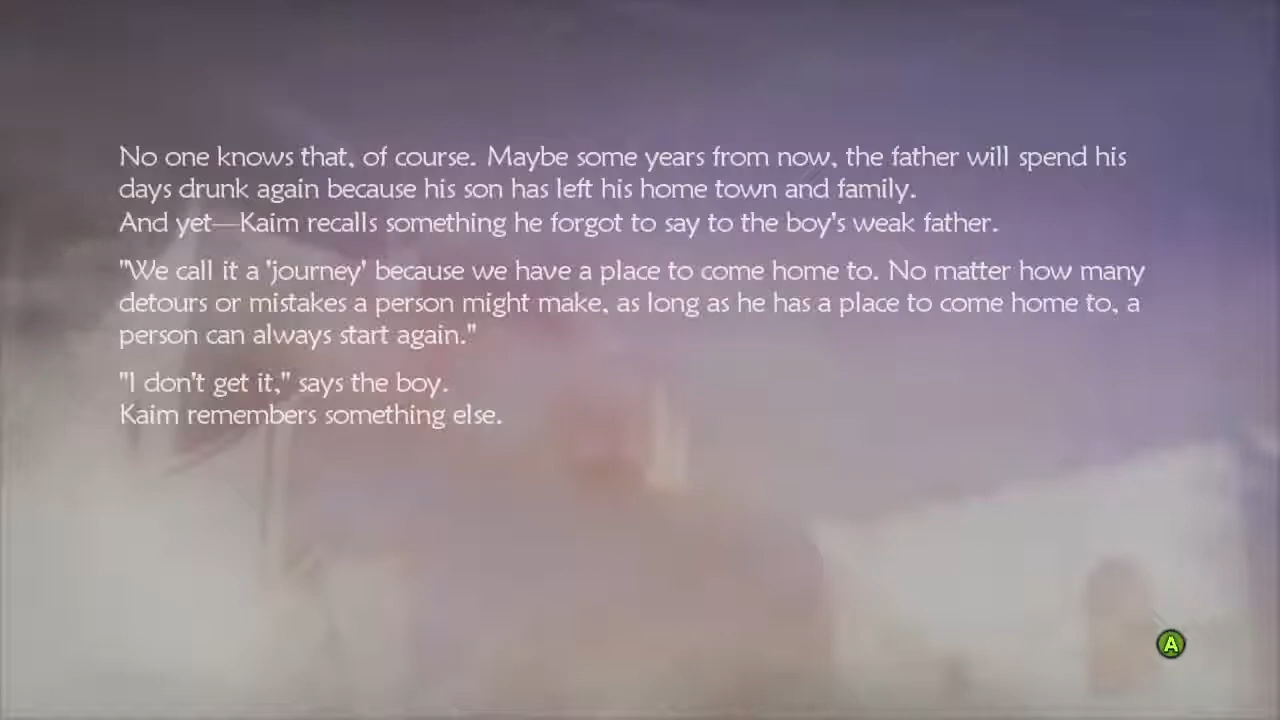 No one knows that, of course. Maybe some years from now, the father will spend his
days drunk again because his son has left his home town and family.
And yet—Kaim recalls something he forgot to say to the boy's weak father.
"We call it a 'journey' because we have a place to come home to. No matter how many
detours or mistakes a person might make, as long as he has a place to come home to, a
person can always start again."
"I don't get it," says the boy.
Kaim remembers something else.
A